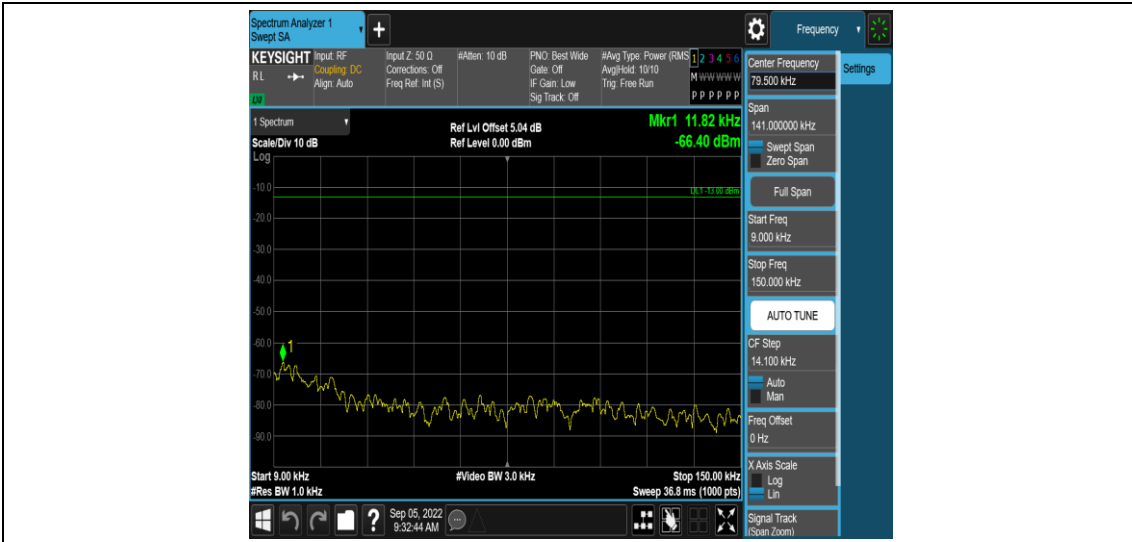 Spectrum Analyzer 1
Swept SA
+
Frequency
KEYSIGHT
RL
LXI
Input: RF
Coupling: DC
Align: Auto
Input Z: 50 Ω
Corrections: Off
Freq Ref: Int (S)
#Atten: 10 dB
PNO: Best Wide
Gate: Off
IF Gain: Low
Sig Track: Off
#Avg Type: Power (RMS
Avg|Hold: 10/10
Trig: Free Run
1 2 3 4 5 6
M W W W W W
P P P P P P
1 Spectrum
Scale/Div 10 dB
Log
Ref Lvl Offset 5.04 dB
Ref Level 0.00 dBm
Mkr1 11.82 kHz
-66.40 dBm
DL1 -13.00 dBm
-10.0
-20.0
-30.0
-40.0
-50.0
-60.0
-70.0
-80.0
-90.0
1
Start 9.00 kHz
#Res BW 1.0 kHz
#Video BW 3.0 kHz
Stop 150.00 kHz
Sweep 36.8 ms (1000 pts)
Center Frequency
79.500 kHz
Settings
Span
141.000000 kHz
Swept Span
Zero Span
Full Span
Start Freq
9.000 kHz
Stop Freq
150.000 kHz
AUTO TUNE
CF Step
14.100 kHz
Auto
Man
Freq Offset
0 Hz
X Axis Scale
Log
Lin
Signal Track
(Span Zoom)
?
Sep 05, 2022
9:32:44 AM